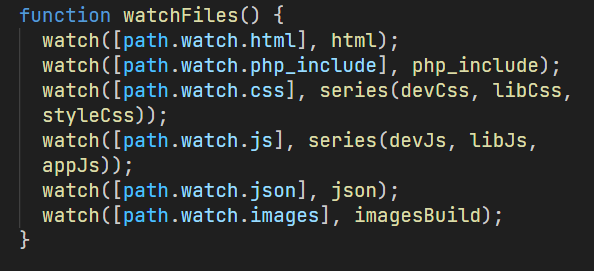 function watchFiles() {
watch([path.watch.html], html);
watch([path.watch.php_include], php_include);
watch([path.watch.css], series(devCss, libCss,
styleCss));
watch([path.watch.js], series(devJs, libJs,
appJs));
watch([path.watch.json], json);
watch([path.watch.images], imagesBuild);
}